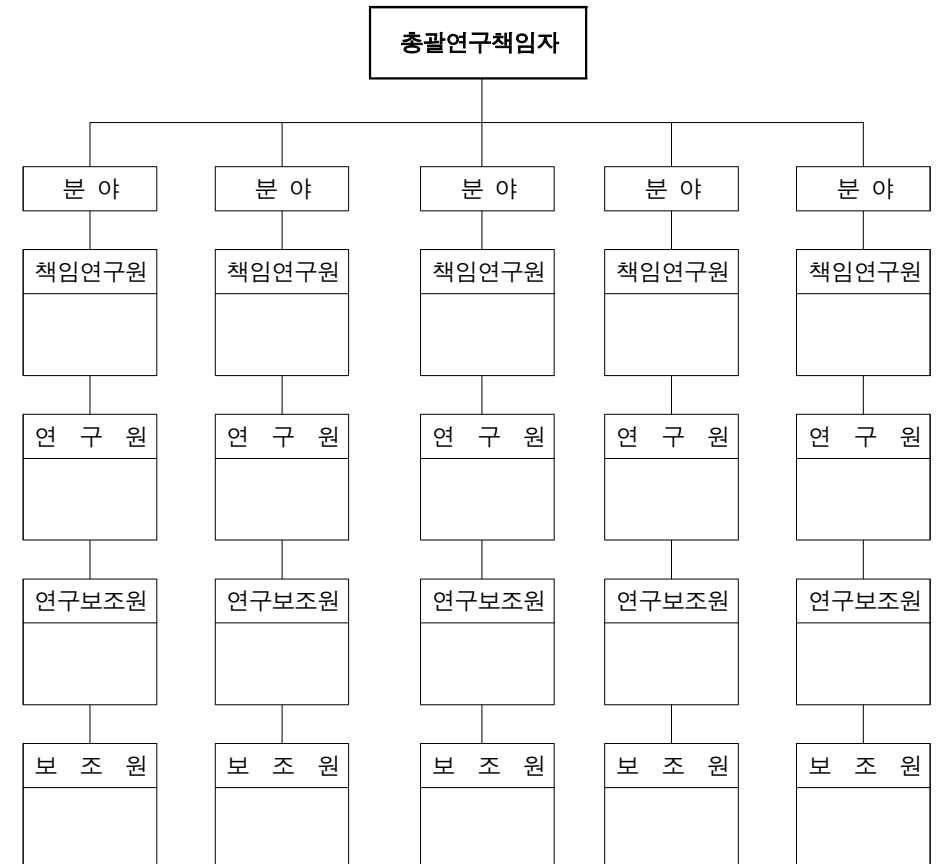 총괄연구책임자
분 야 분 야 분 야 분 야 분 야
책임연구원 책임연구원 책임연구원 책임연구원 책임연구원
연 구 원 연 구 원 연 구 원 연 구 원 연 구 원
연구보조원 연구보조원 연구보조원 연구보조원 연구보조원
보 조 원 보 조 원 보 조 원 보 조 원 보 조 원